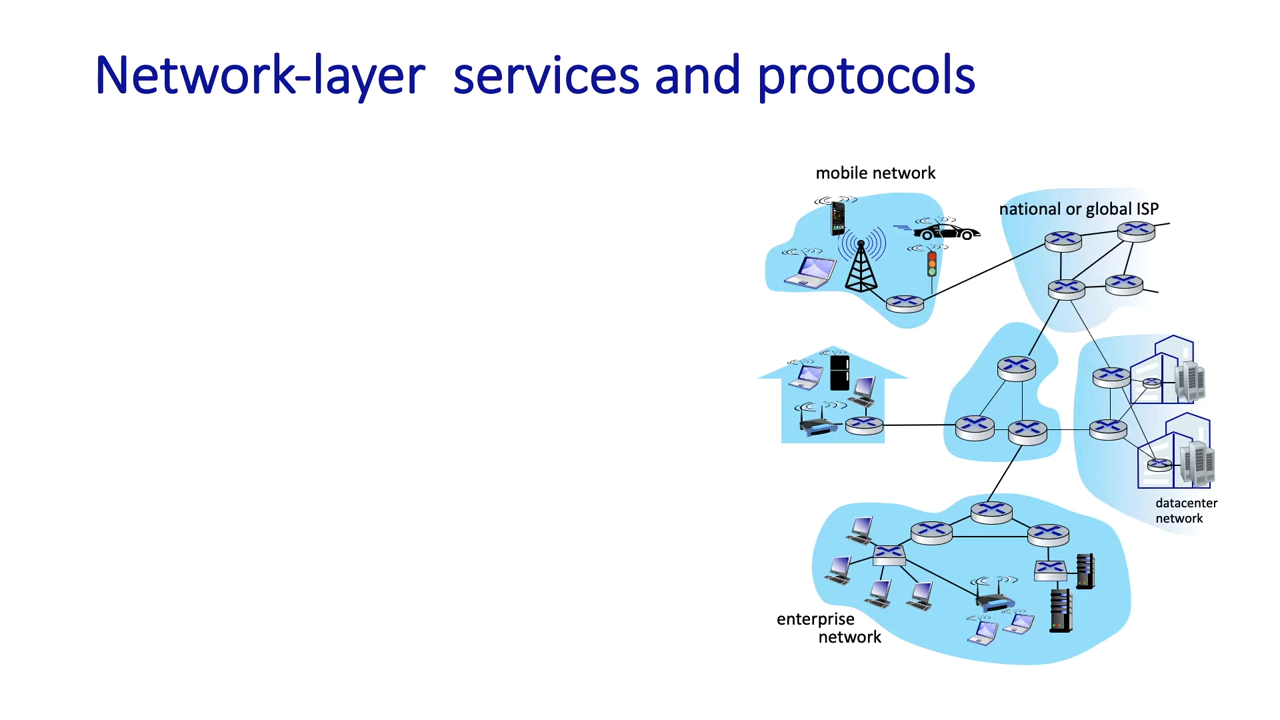 Network-layer services and protocols
mobile network
national or global ISP
datacenter
network
enterprise
network